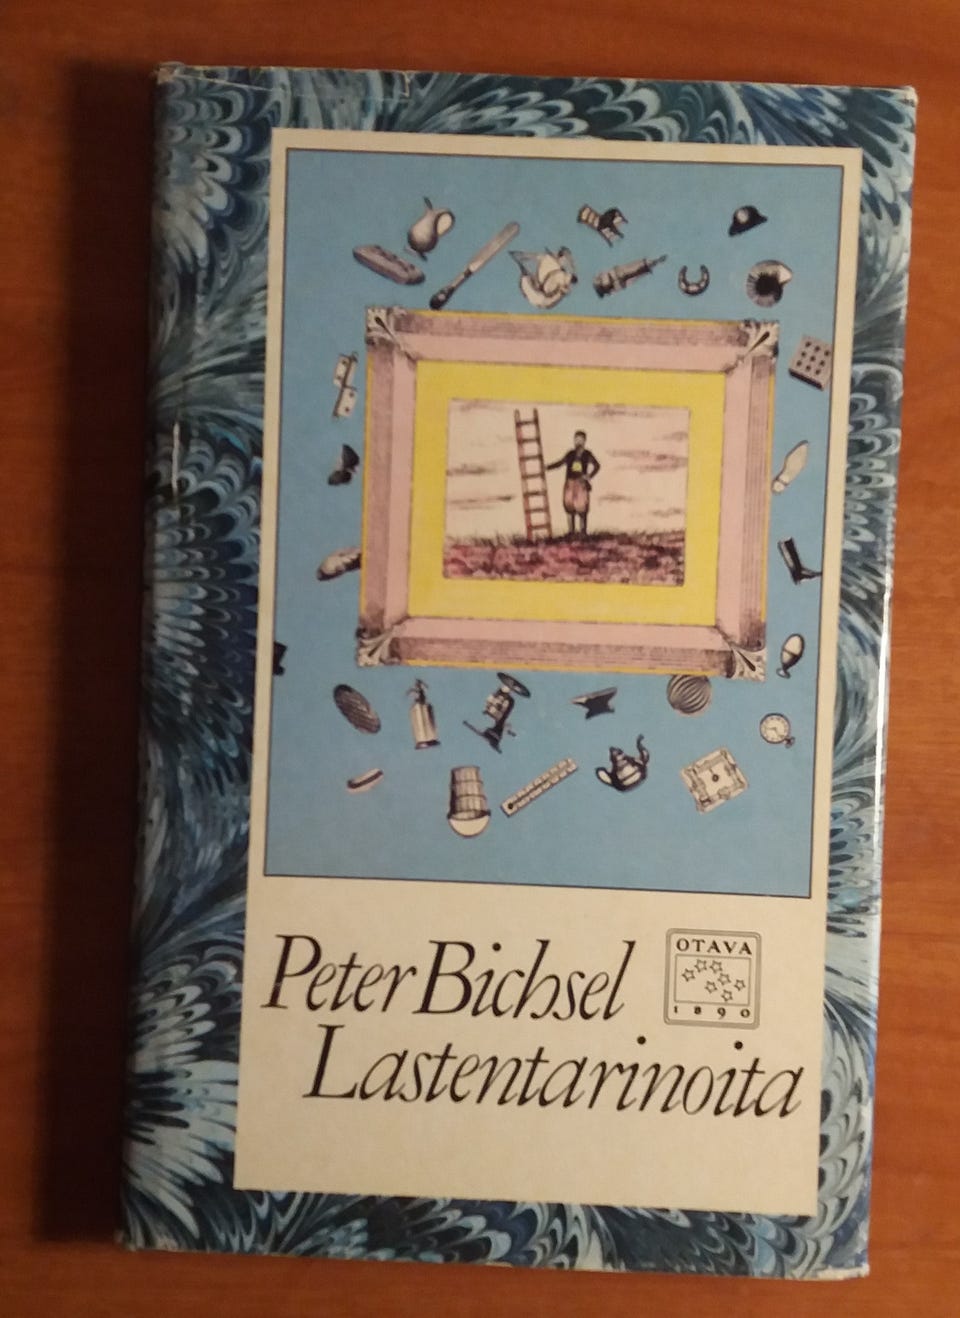 Peter Bichsel
OTAVA
1890
Lastentarinoita